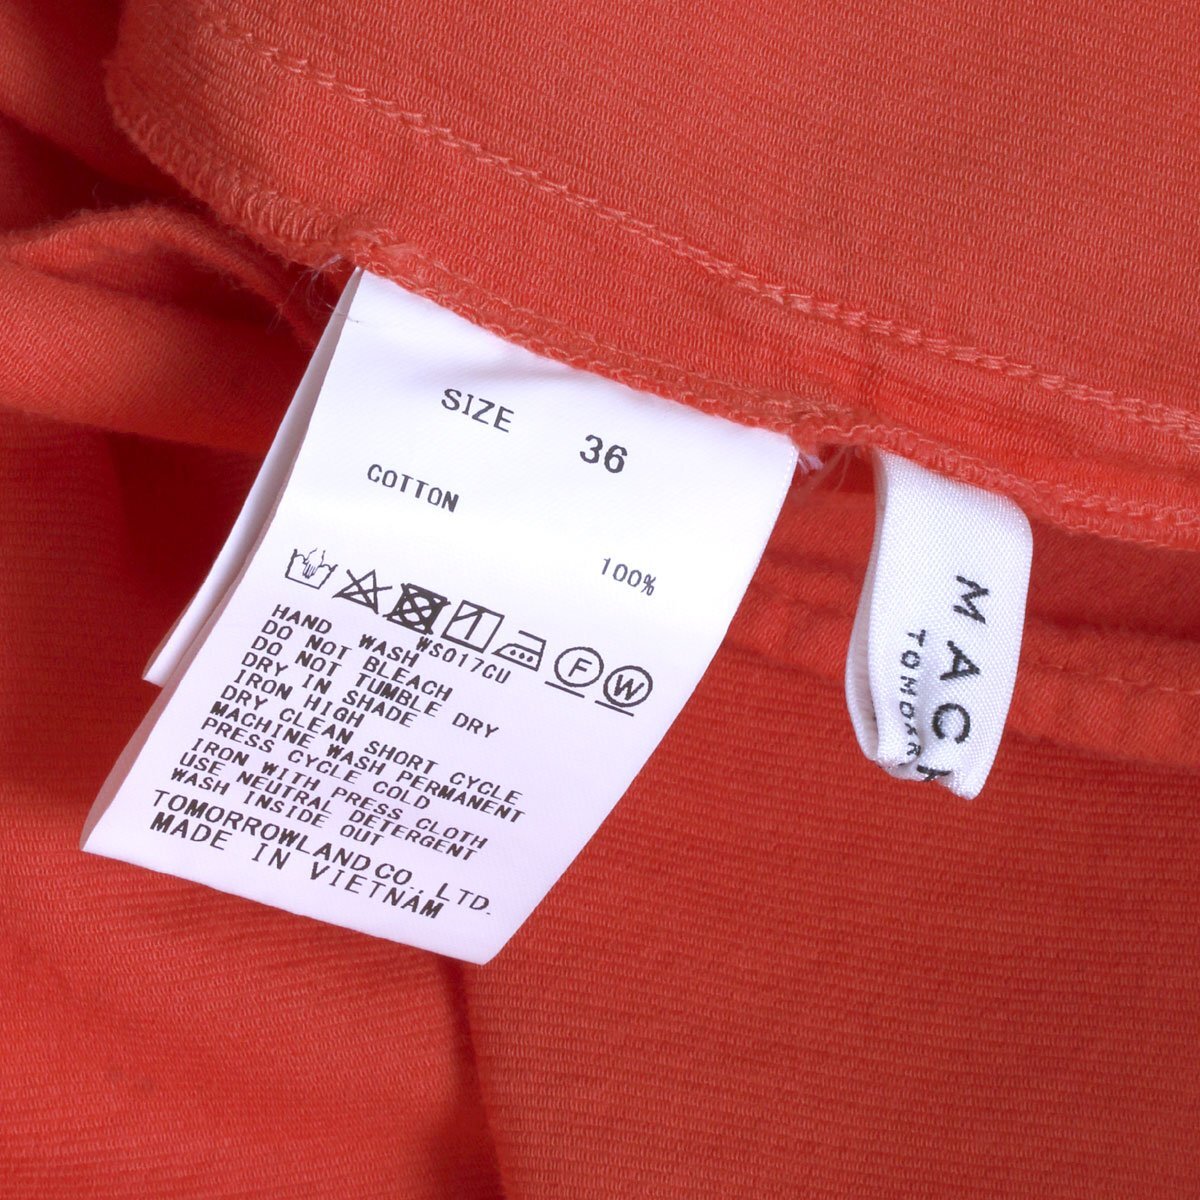 SIZE 36
COTTON
100%
F W
WS017CU
HAND WASH
DO NOT BLEACH
DO NOT TUMBLE DRY
DRY IN SHADE
IRON HIGH
DRY CLEAN SHORT CYCLE
MACHINE WASH PERMANENT
PRESS CYCLE COLD
IRON WITH PRESS CLOTH
USE NEUTRAL DETERGENT
WASH INSIDE OUT
TOMORROWLAND CO., LTD.
MADE IN VIETNAM
MAC